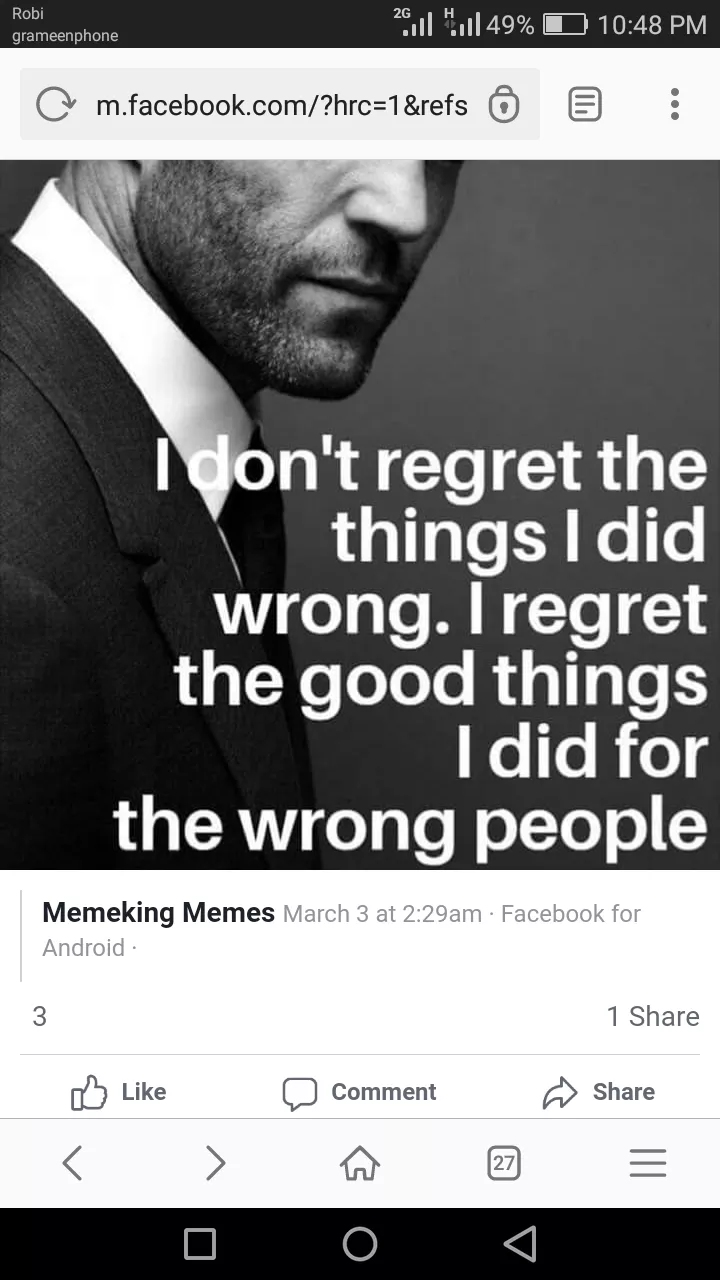 Robi
grameenphone
2G H 49% 10:48 PM
m.facebook.com/?hrc=1&refs
I don't regret the
things I did
wrong. I regret
the good things
I did for
the wrong people
Memeking Memes March 3 at 2:29am · Facebook for
Android ·
3 1 Share
Like Comment Share
27